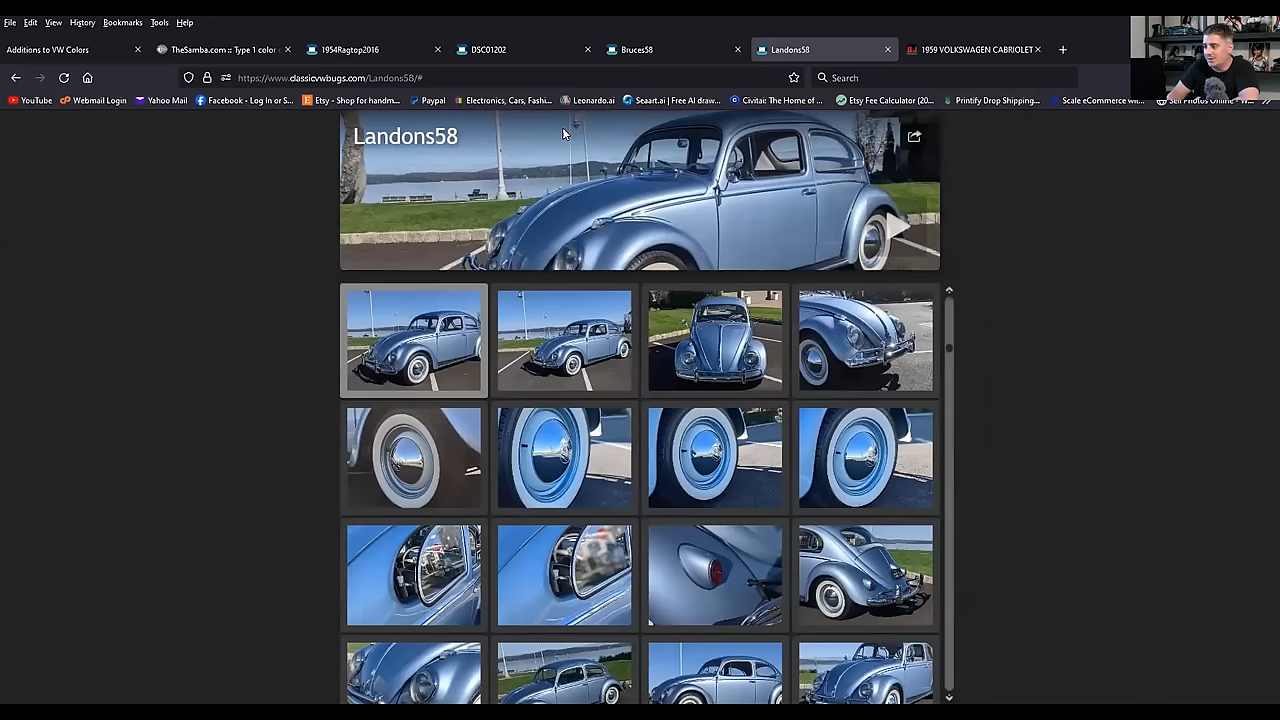 File Edit View History Bookmarks Tools Help
Additions to VW Colors
TheSamba.com :: Type 1 color
1954Ragtop2016
DSC01202
Bruces58
Landons58
1959 VOLKSWAGEN CABRIOLET
https://www.classicvwbugs.com/Landons58/#
Search
YouTube
Webmail Login
Yahoo Mail
Facebook - Log In or S...
Etsy - Shop for handm...
Paypal
Electronics, Cars, Fashi...
Leonardo.ai
Seaart.ai | Free AI draw...
Civitai: The Home of ...
Etsy Fee Calculator (20...
Printify Drop Shipping...
Scale eCommerce wi...
Sell Photos Online - W...
Landons58